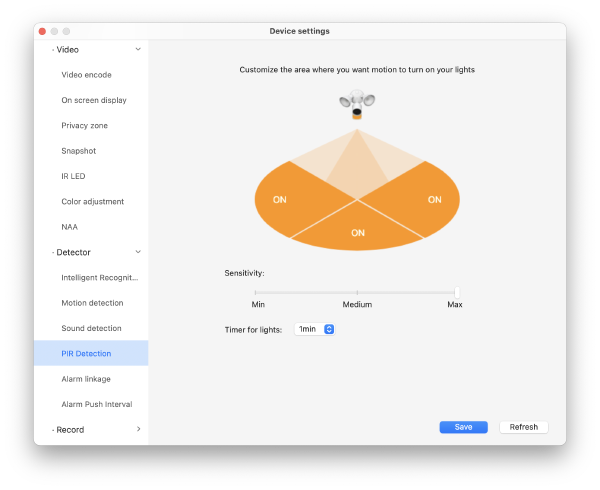 Device settings
Video
Video encode
On screen display
Privacy zone
Snapshot
IR LED
Color adjustment
NAA
Detector
Intelligent Recognit...
Motion detection
Sound detection
PIR Detection
Alarm linkage
Alarm Push Interval
Record
Customize the area where you want motion to turn on your lights
ON
ON
ON
Sensitivity:
Min
Medium
Max
Timer for lights:
1min
Save
Refresh